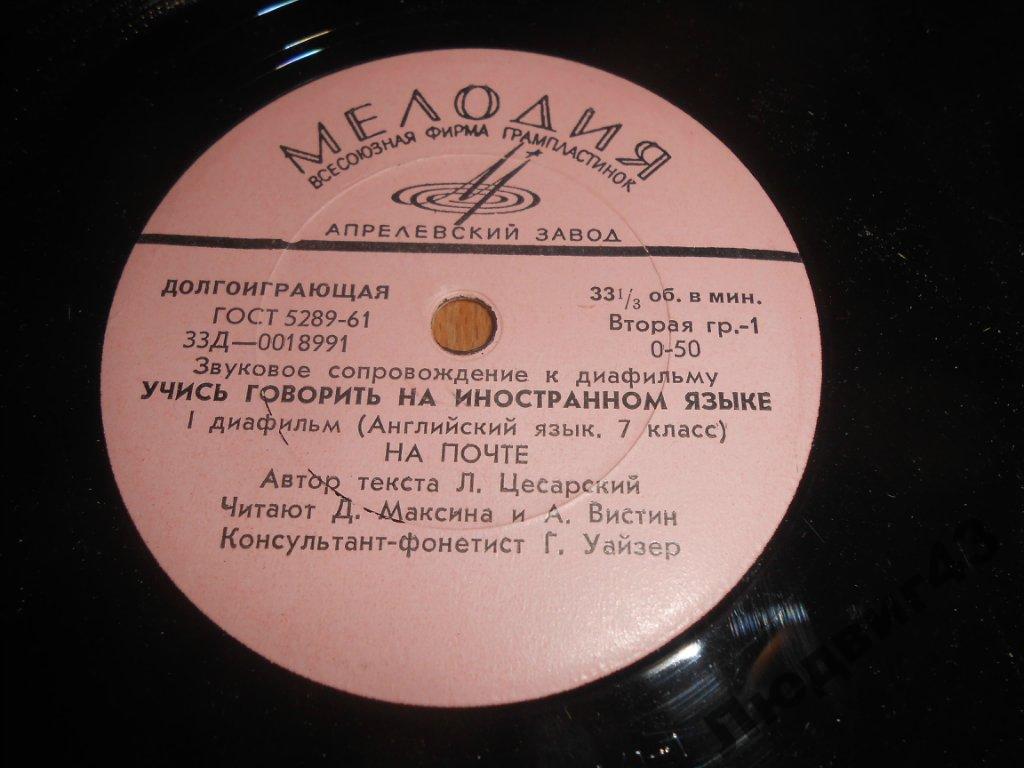 МЕЛОДИЯ
ВСЕСОЮЗНАЯ ФИРМА ГРАМПЛАСТИНОК
АПРЕЛЕВСКИЙ ЗАВОД
ДОЛГОИГРАЮЩАЯ
ГОСТ 5289-61
33Д—0018991
33 1/3 об. в мин.
Вторая гр.-1
0-50
Звуковое сопровождение к диафильму
УЧИСЬ ГОВОРИТЬ НА ИНОСТРАННОМ ЯЗЫКЕ
I диафильм (Английский язык. 7 класс)
НА ПОЧТЕ
Автор текста Л. Цесарский
Читают Д. Максина и А. Вистин
Консультант-фонетист Г. Уайзер
Людвиг43